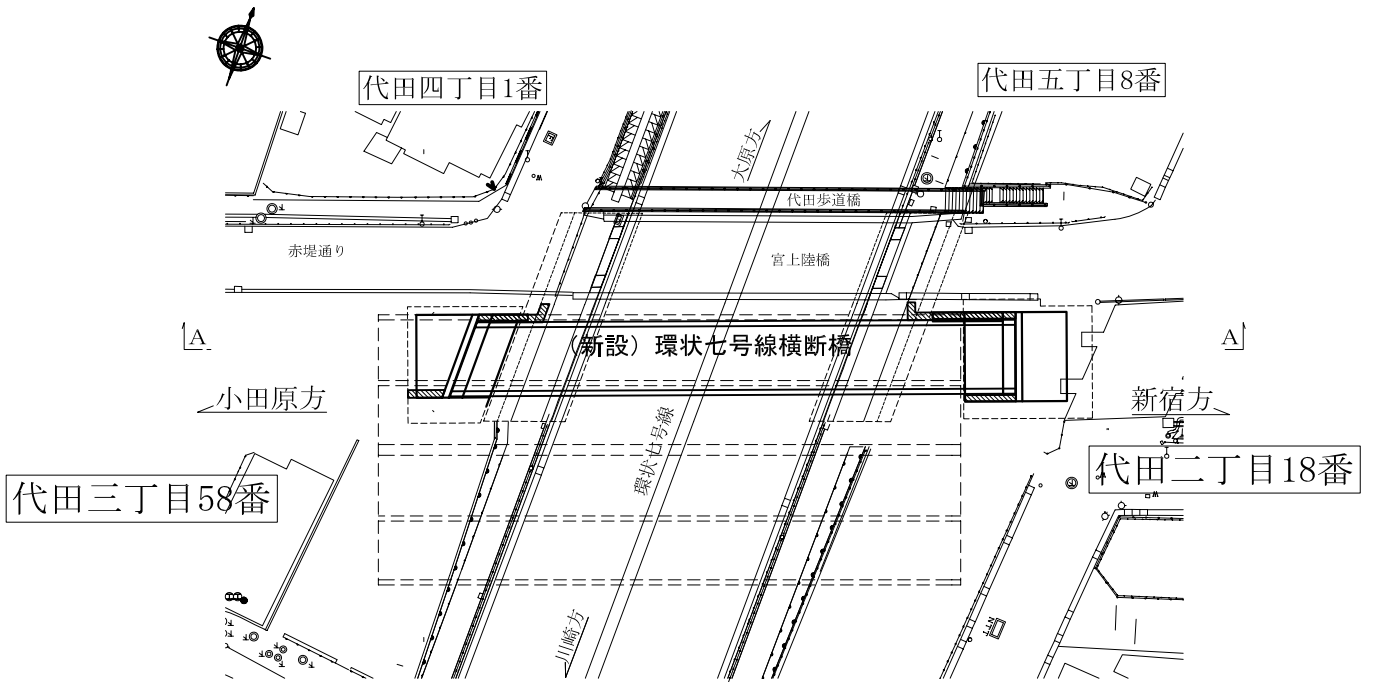 代田四丁目1番
代田五丁目8番
大原方
代田歩道橋
赤堤通り
宮上陸橋
A
(新設)環状七号線横断橋
A
小田原方
新宿方
環状七号線
代田三丁目58番
代田二丁目18番
川崎方
NTT